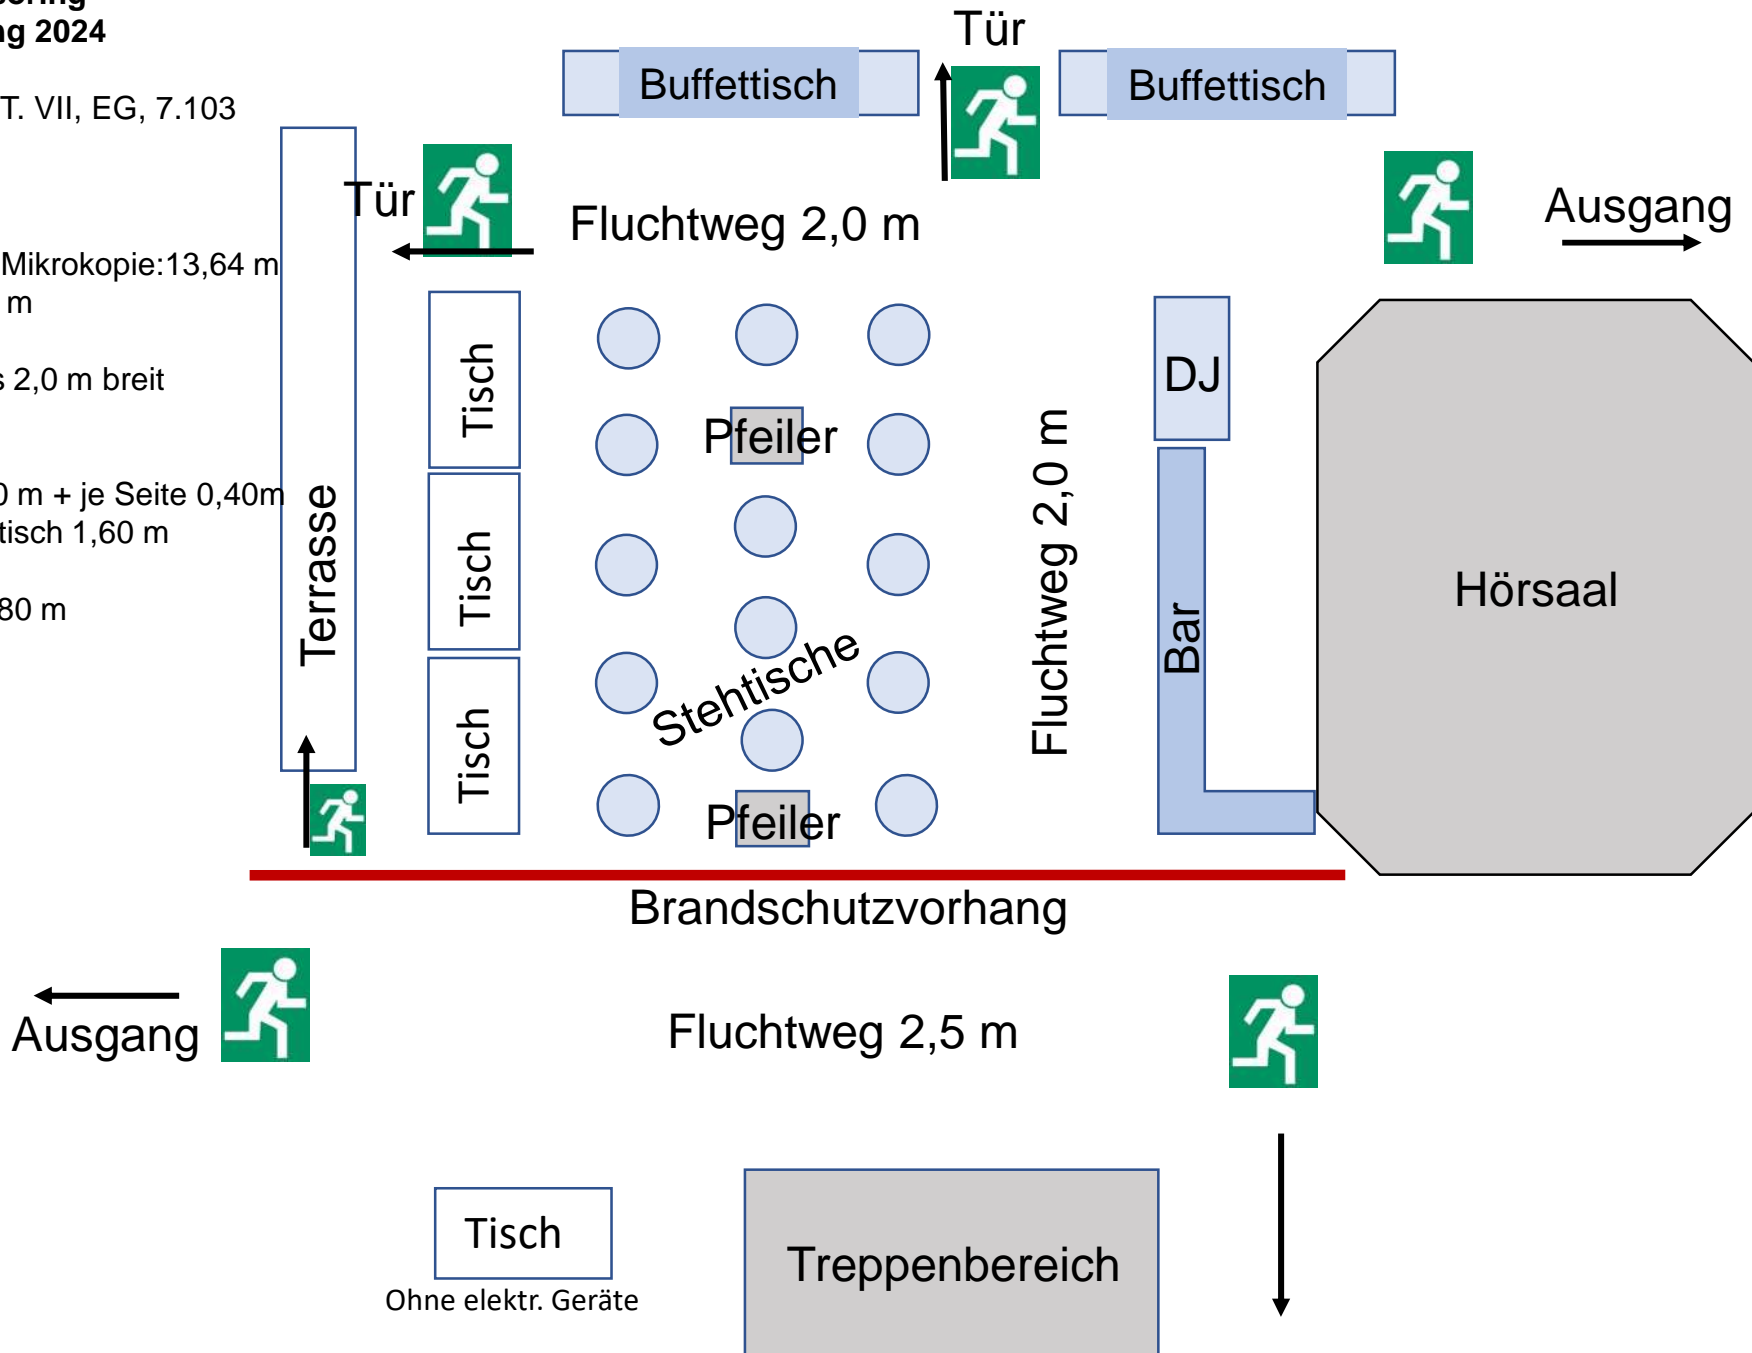 ng 2024
T. VII, EG, 7.103
Mikrokopie:13,64 m
m
s 2,0 m breit
0 m + je Seite 0,40m
tisch 1,60 m
80 m
Tür
Buffettisch
Buffettisch
Tür
Fluchtweg 2,0 m
Ausgang
Terrasse
Tisch
Tisch
Tisch
Pfeiler
Stehtische
Pfeiler
Fluchtweg 2,0 m
DJ
Bar
Hörsaal
Brandschutzvorhang
Ausgang
Fluchtweg 2,5 m
Tisch
Ohne elektr. Geräte
Treppenbereich